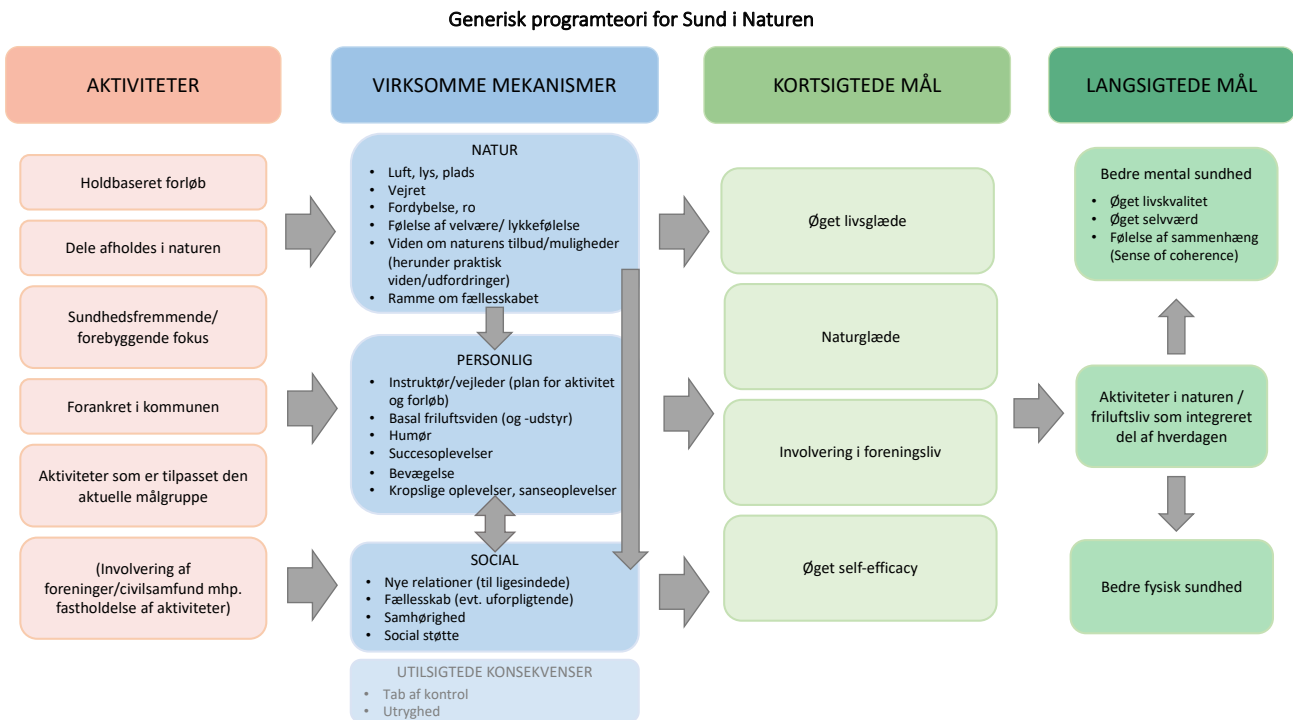 Generisk programteori for Sund i Naturen
AKTIVITETER
Holdbaseret forløb
Dele afholdes i naturen
Sundhedsfremmende/
forebyggende fokus
Forankret i kommunen
Aktiviteter som er tilpasset den
aktuelle målgruppe
(Involvering af
foreninger/civilsamfund mhp.
fastholdelse af aktiviteter)
VIRKSOMME MEKANISMER
NATUR
• Luft, lys, plads
• Vejret
• Fordybelse, ro
• Følelse af velvære/ lykkefølelse
• Viden om naturens tilbud/muligheder
(herunder praktisk
viden/udfordringer)
• Ramme om fællesskabet
PERSONLIG
• Instruktør/vejleder (plan for aktivitet
og forløb)
• Basal friluftsviden (og -udstyr)
• Humør
• Succesoplevelser
• Bevægelse
• Kropslige oplevelser, sanseoplevelser
SOCIAL
• Nye relationer (til ligesindede)
• Fællesskab (evt. uforpligtende)
• Samhørighed
• Social støtte
UTILSIGTEDE KONSEKVENSER
• Tab af kontrol
• Utryghed
KORTSIGTEDE MÅL
Øget livsglæde
Naturglæde
Involvering i foreningsliv
Øget self-efficacy
LANGSIGTEDE MÅL
Bedre mental sundhed
• Øget livskvalitet
• Øget selvværd
• Følelse af sammenhæng
(Sense of coherence)
Aktiviteter i naturen /
friluftsliv som integreret
del af hverdagen
Bedre fysisk sundhed